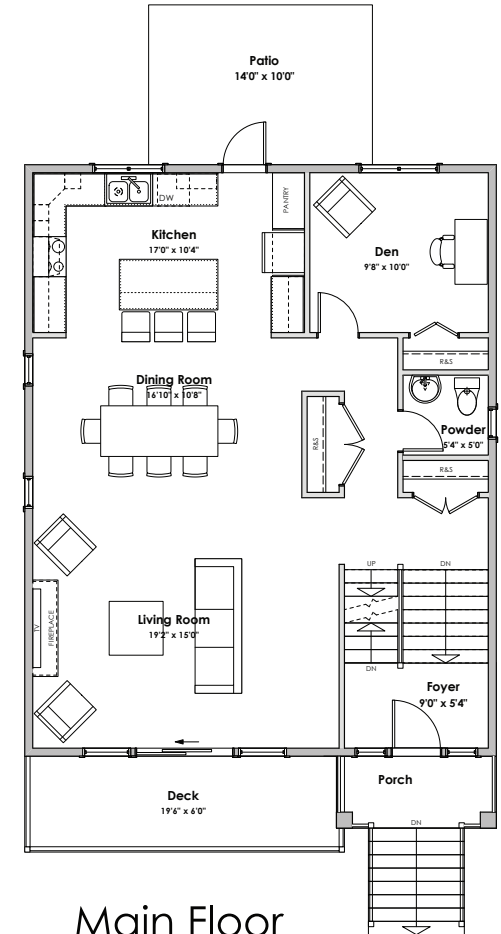 Patio
14'0" x 10'0"
DW
PANTRY
Kitchen
17'0" x 10'4"
Den
9'8" x 10'0"
R&S
Dining Room
16'10" x 10'8"
R&S
Powder
5'4" x 5'0"
R&S
UP
DN
TV
FIREPLACE
Living Room
19'2" x 15'0"
DN
Foyer
9'0" x 5'4"
Porch
Deck
19'6" x 6'0"
DN
Main Floor